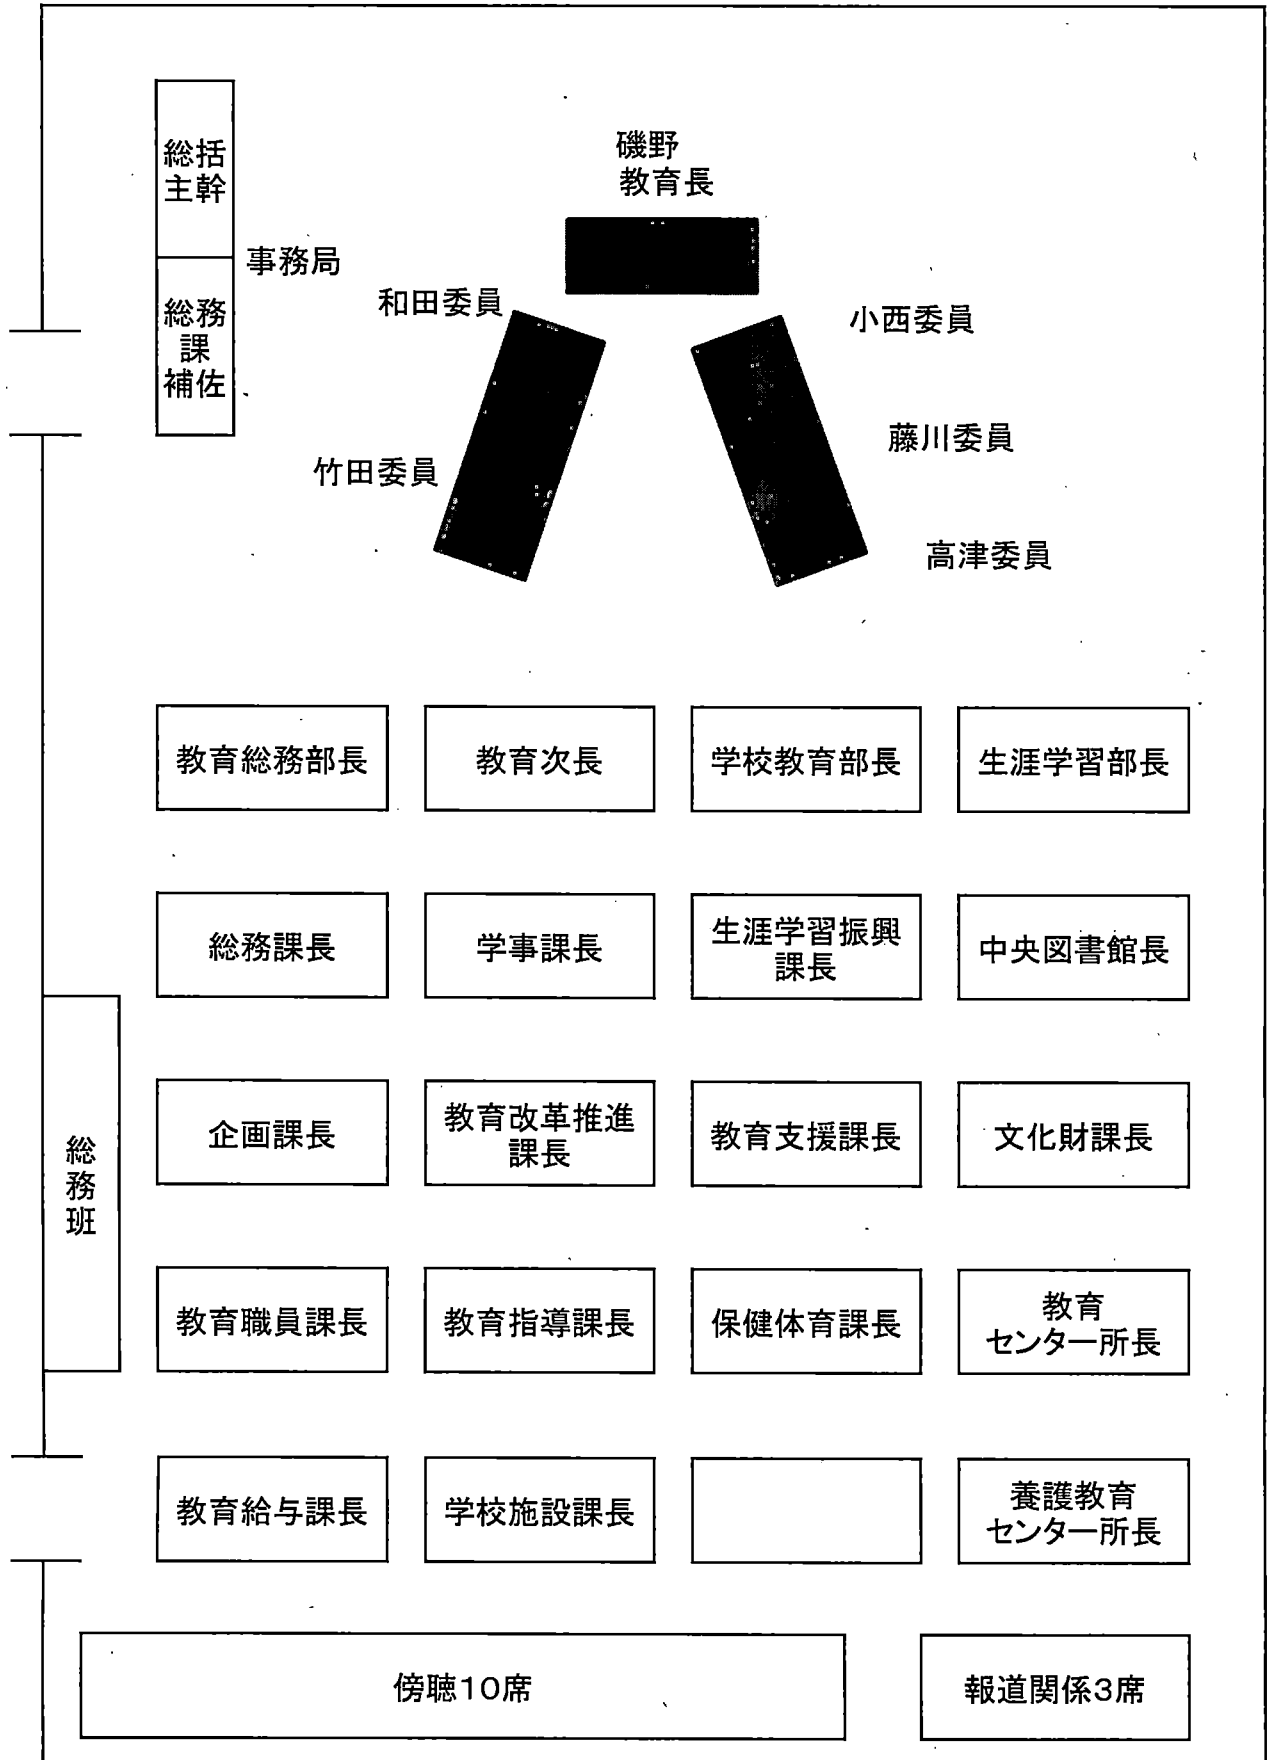 総括
主幹
事務局
総務
課
補佐
磯野
教育長
和田委員
小西委員
竹田委員
藤川委員
高津委員
教育総務部長
教育次長
学校教育部長
生涯学習部長
総務課長
学事課長
生涯学習振興
課長
中央図書館長
総務班
企画課長
教育改革推進
課長
教育支援課長
文化財課長
教育職員課長
教育指導課長
保健体育課長
教育
センター所長
教育給与課長
学校施設課長
養護教育
センター所長
傍聴10席
報道関係3席